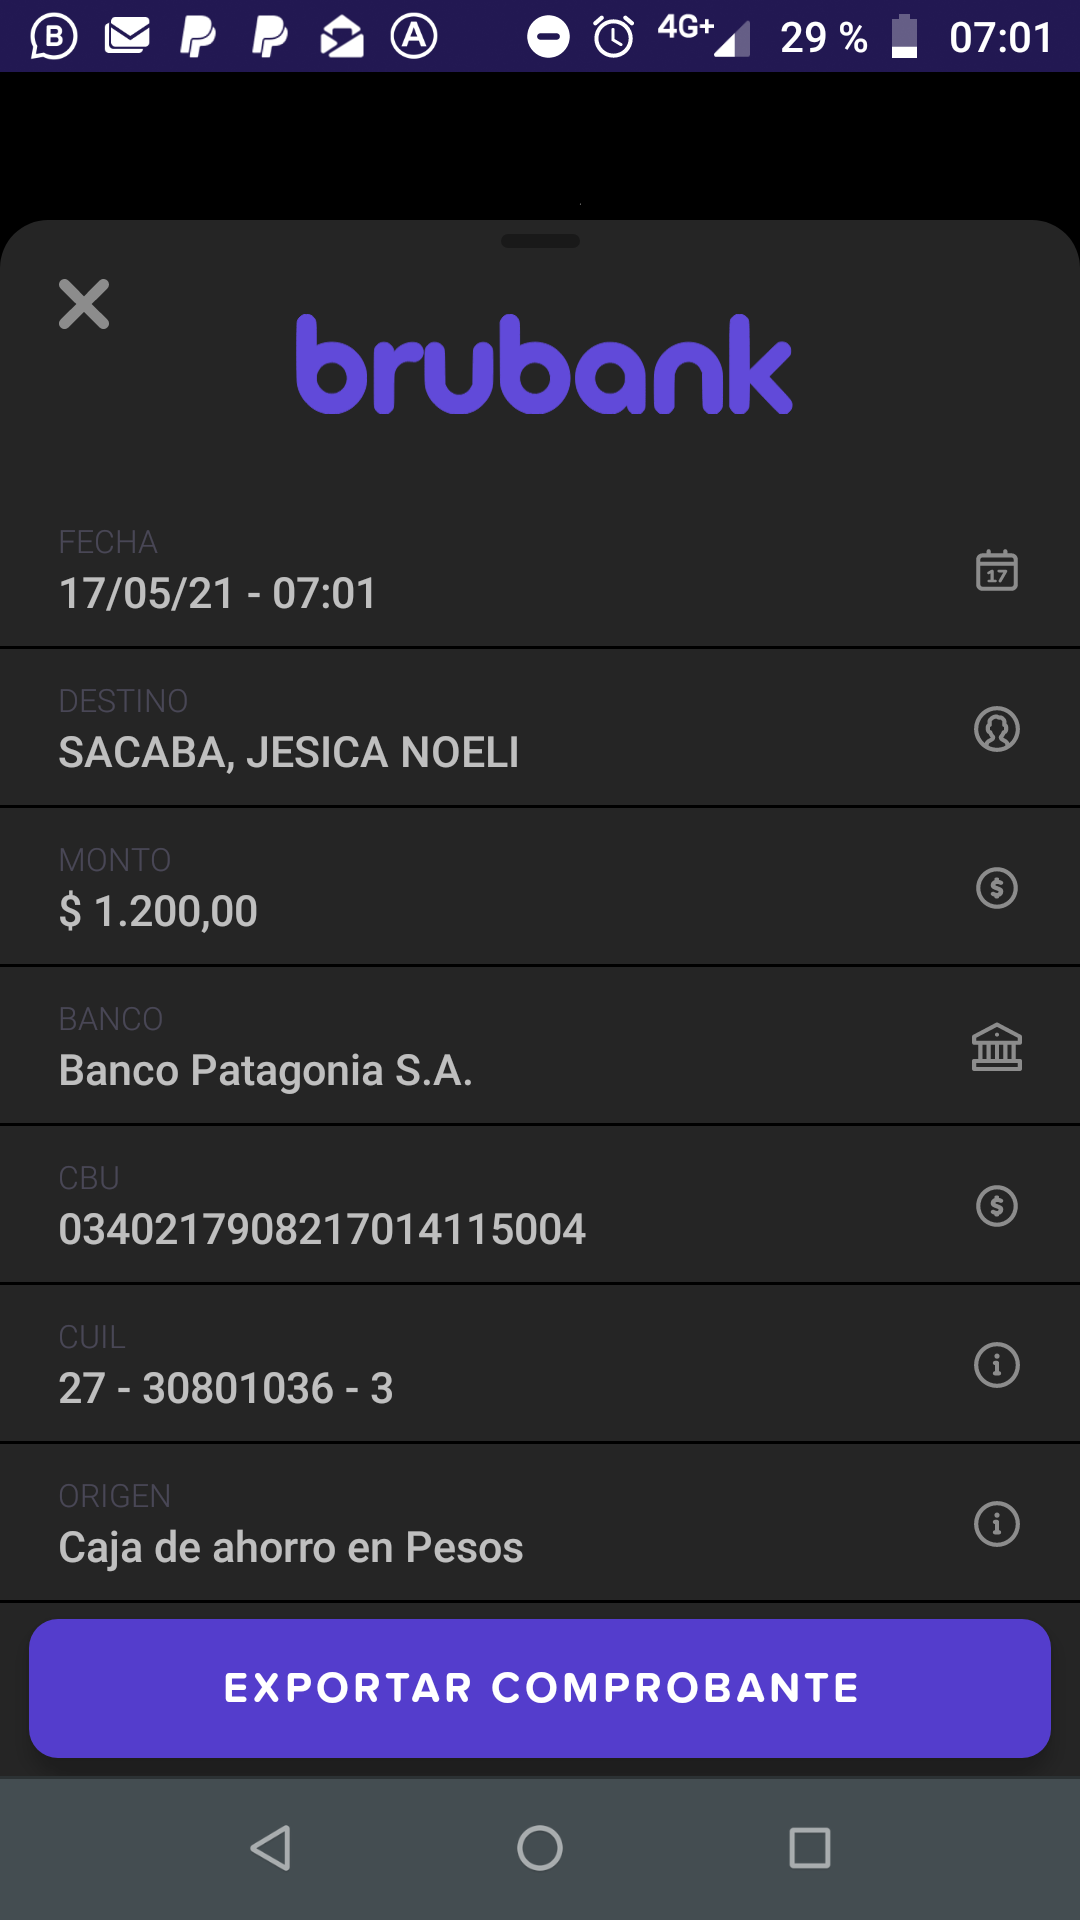 4G+ 29 % 07:01
brubank
FECHA
17/05/21 - 07:01
17
DESTINO
SACABA, JESICA NOELI
MONTO
$ 1.200,00
BANCO
Banco Patagonia S.A.
CBU
0340217908217014115004
CUIL
27 - 30801036 - 3
ORIGEN
Caja de ahorro en Pesos
EXPORTAR COMPROBANTE